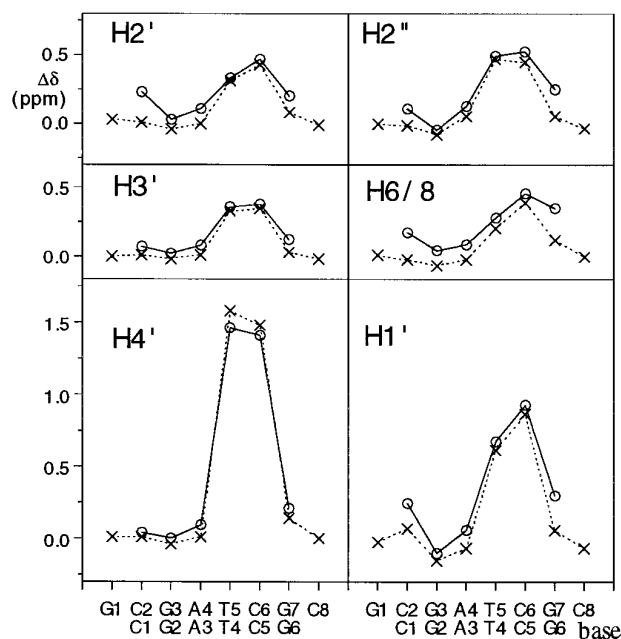 H2' H2"
0.5
Δδ
(ppm)
0.0
H3' H6/8
0.5
0.0
H4' H1'
1.5
1.0
0.5
0.0
G1 C2 G3 A4 T5 C6 G7 C8 G1 C2 G3 A4 T5 C6 G7 C8
C1 G2 A3 T4 C5 G6 C1 G2 A3 T4 C5 G6 base